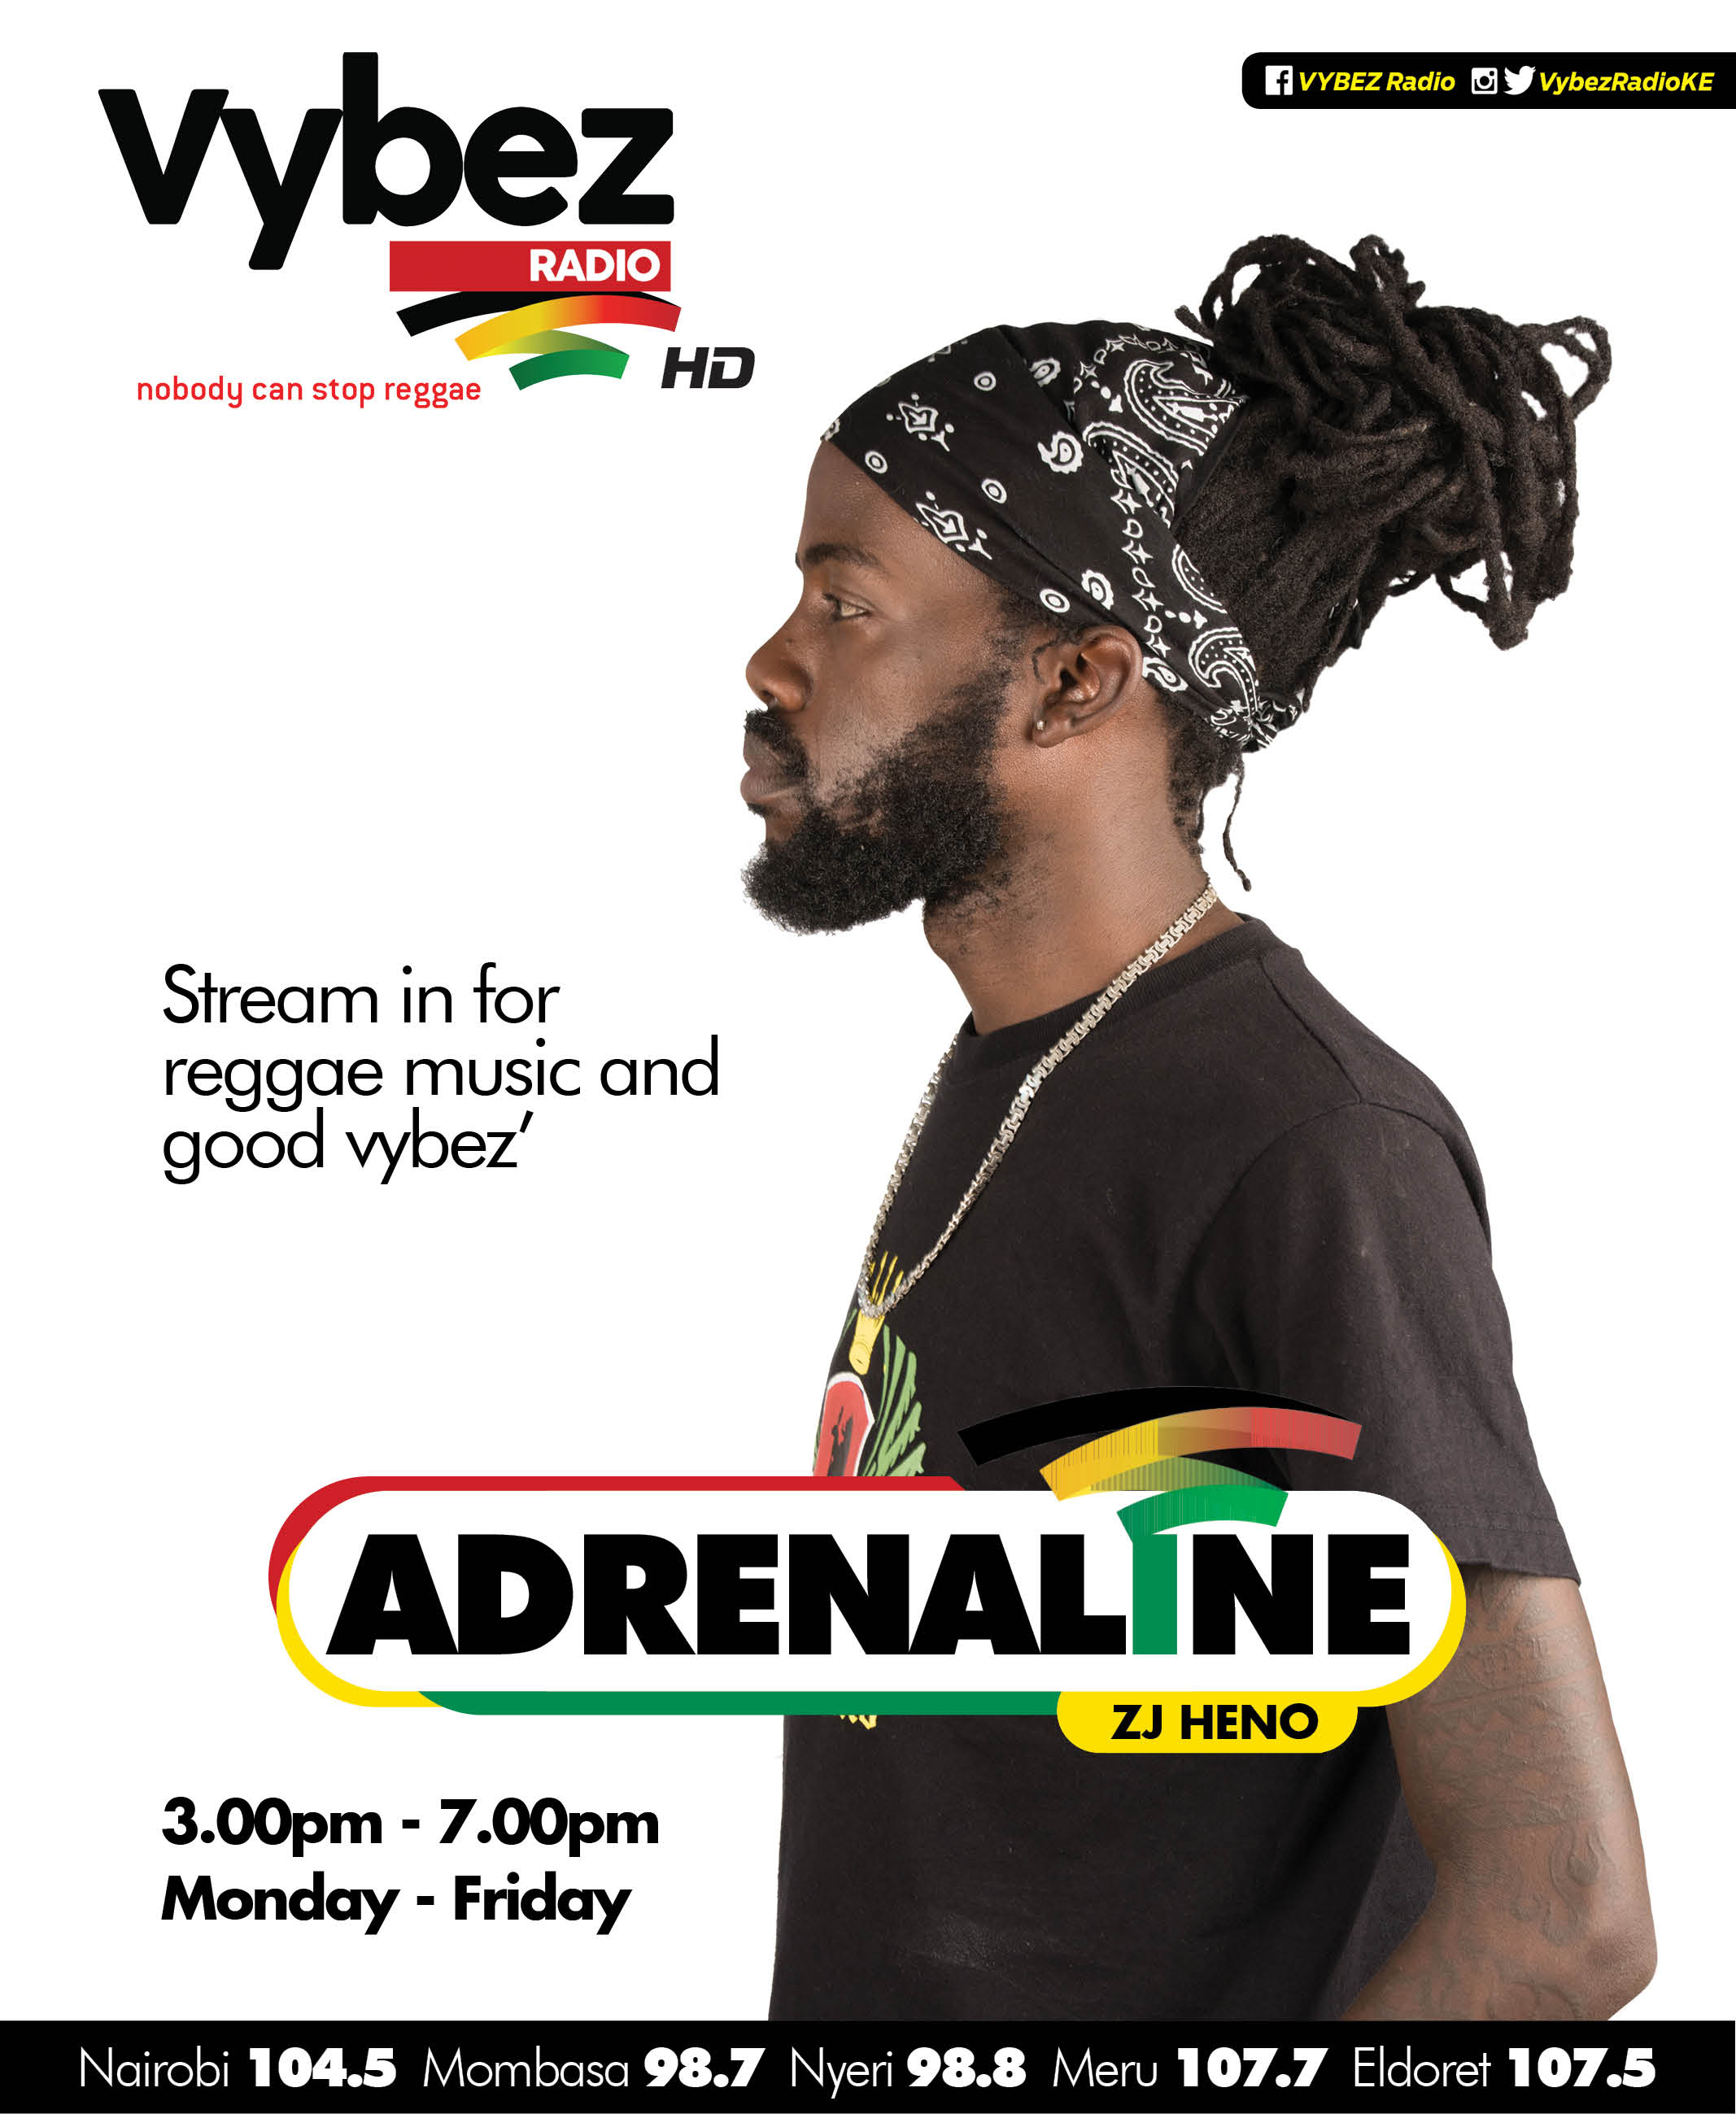 vybez
RADIO
HD
nobody can stop reggae
VYBEZ Radio VybezRadioKE
Stream in for
reggae music and
good vybez’
ADRENALINE
ZJ HENO
3.00pm - 7.00pm
Monday - Friday
Nairobi 104.5 Mombasa 98.7 Nyeri 98.8 Meru 107.7 Eldoret 107.5